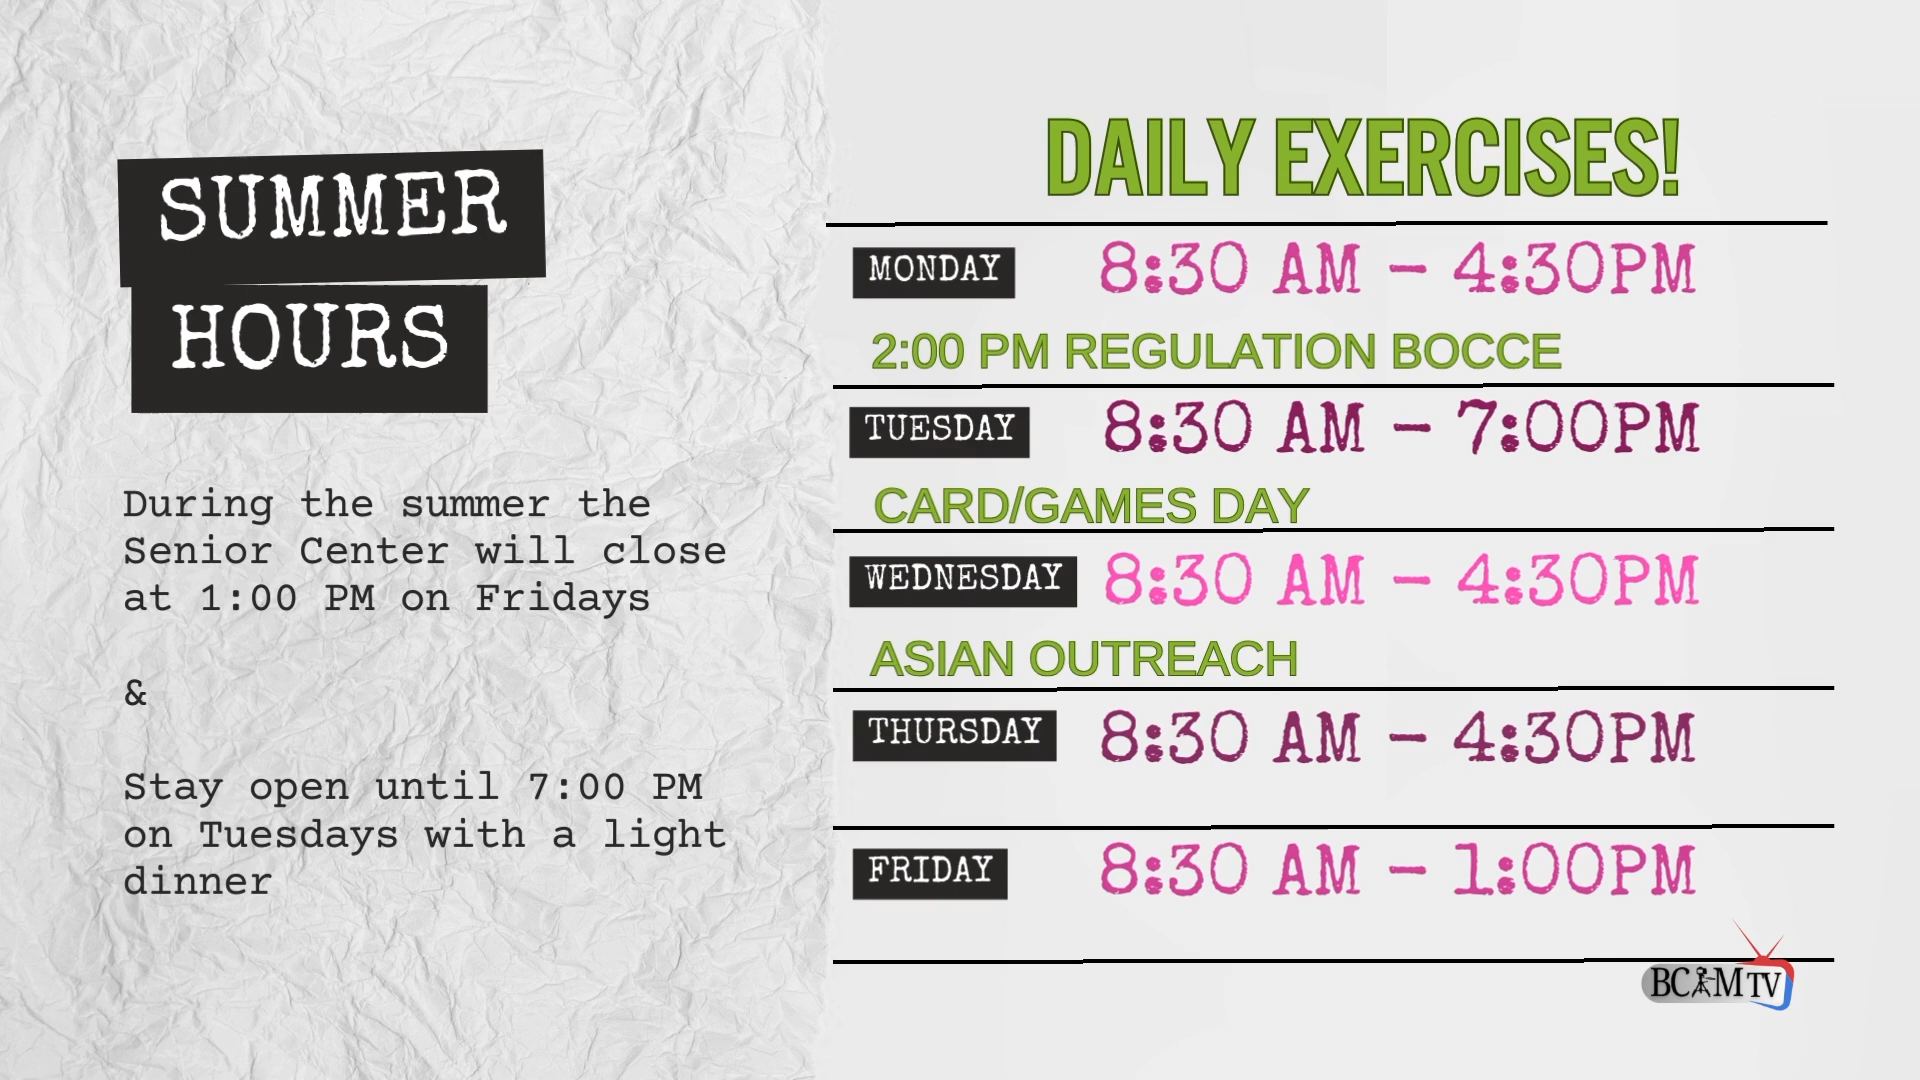 SUMMER
HOURS
During the summer the
Senior Center will close
at 1:00 PM on Fridays
&
Stay open until 7:00 PM
on Tuesdays with a light
dinner
DAILY EXERCISES!
MONDAY 8:30 AM - 4:30PM
2:00 PM REGULATION BOCCE
TUESDAY 8:30 AM - 7:00PM
CARD/GAMES DAY
WEDNESDAY 8:30 AM - 4:30PM
ASIAN OUTREACH
THURSDAY 8:30 AM - 4:30PM
FRIDAY 8:30 AM - 1:00PM
BCAM TV